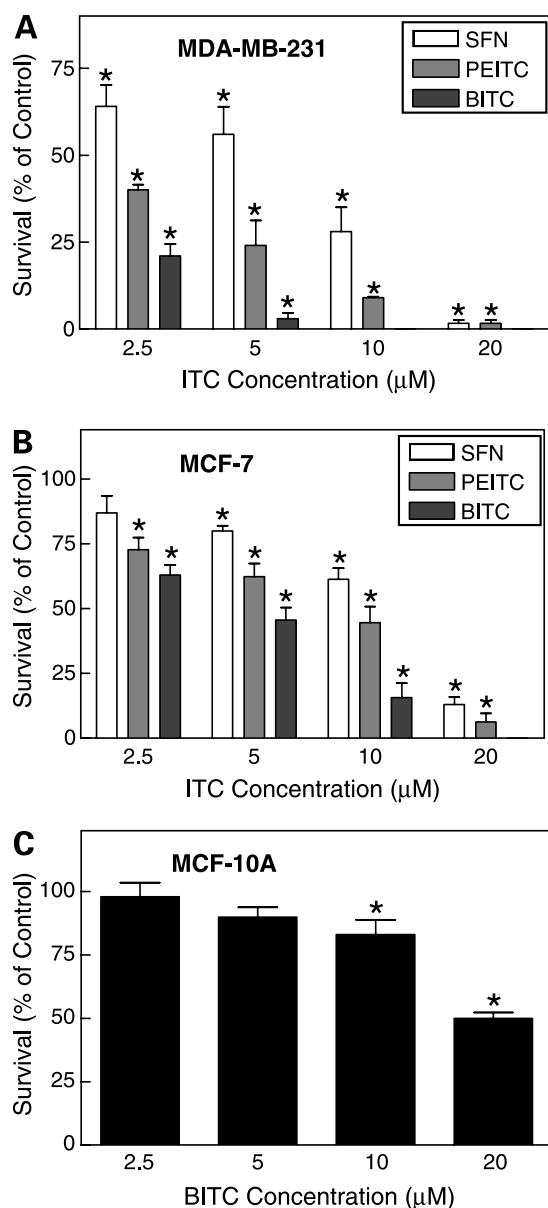 A
MDA-MB-231
SFN
PEITC
BITC
Survival (% of Control)
75
50
25
0
* * * * * * * * * *
2.5 5 10 20
ITC Concentration (μM)
B
MCF-7
SFN
PEITC
BITC
Survival (% of Control)
100
75
50
25
0
* * * * * * * * * *
2.5 5 10 20
ITC Concentration (μM)
C
MCF-10A
Survival (% of Control)
100
75
50
25
0
* *
2.5 5 10 20
BITC Concentration (μM)